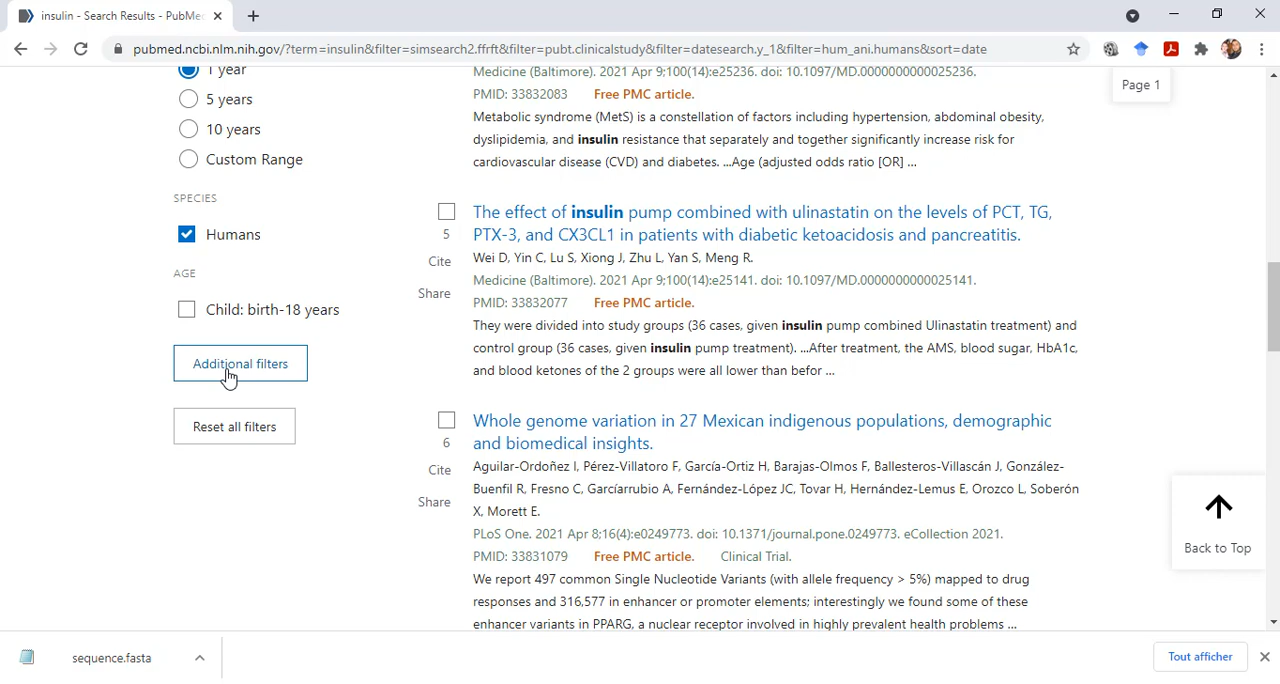 insulin - Search Results - PubMe
pubmed.ncbi.nlm.nih.gov/?term=insulin&filter=simsearch2.ffrft&filter=pubt.clinicalstudy&filter=datesearch.y_1&filter=hum_ani.humans&sort=date
1 year
5 years
10 years
Custom Range
SPECIES
Humans
AGE
Child: birth-18 years
Additional filters
Reset all filters
Medicine (Baltimore). 2021 Apr 9;100(14):e25236. doi: 10.1097/MD.0000000000025236.
PMID: 33832083 Free PMC article.
Metabolic syndrome (MetS) is a constellation of factors including hypertension, abdominal obesity,
dyslipidemia, and insulin resistance that separately and together significantly increase risk for
cardiovascular disease (CVD) and diabetes. ...Age (adjusted odds ratio [OR] ...
5
Cite
Share
The effect of insulin pump combined with ulinastatin on the levels of PCT, TG,
PTX-3, and CX3CL1 in patients with diabetic ketoacidosis and pancreatitis.
Wei D, Yin C, Lu S, Xiong J, Zhu L, Yan S, Meng R.
Medicine (Baltimore). 2021 Apr 9;100(14):e25141. doi: 10.1097/MD.0000000000025141.
PMID: 33832077 Free PMC article.
They were divided into study groups (36 cases, given insulin pump combined Ulinastatin treatment) and
control group (36 cases, given insulin pump treatment). ...After treatment, the AMS, blood sugar, HbA1c,
and blood ketones of the 2 groups were all lower than befor ...
6
Cite
Share
Whole genome variation in 27 Mexican indigenous populations, demographic
and biomedical insights.
Aguilar-Ordoñez I, Pérez-Villatoro F, García-Ortiz H, Barajas-Olmos F, Ballesteros-Villascán J, González-
Buenfil R, Fresno C, Garcíarrubio A, Fernández-López JC, Tovar H, Hernández-Lemus E, Orozco L, Soberón
X, Morett E.
PLoS One. 2021 Apr 8;16(4):e0249773. doi: 10.1371/journal.pone.0249773. eCollection 2021.
PMID: 33831079 Free PMC article. Clinical Trial.
We report 497 common Single Nucleotide Variants (with allele frequency > 5%) mapped to drug
responses and 316,577 in enhancer or promoter elements; interestingly we found some of these
enhancer variants in PPARG, a nuclear receptor involved in highly prevalent health problems ...
Page 1
Back to Top
sequence.fasta
Tout afficher